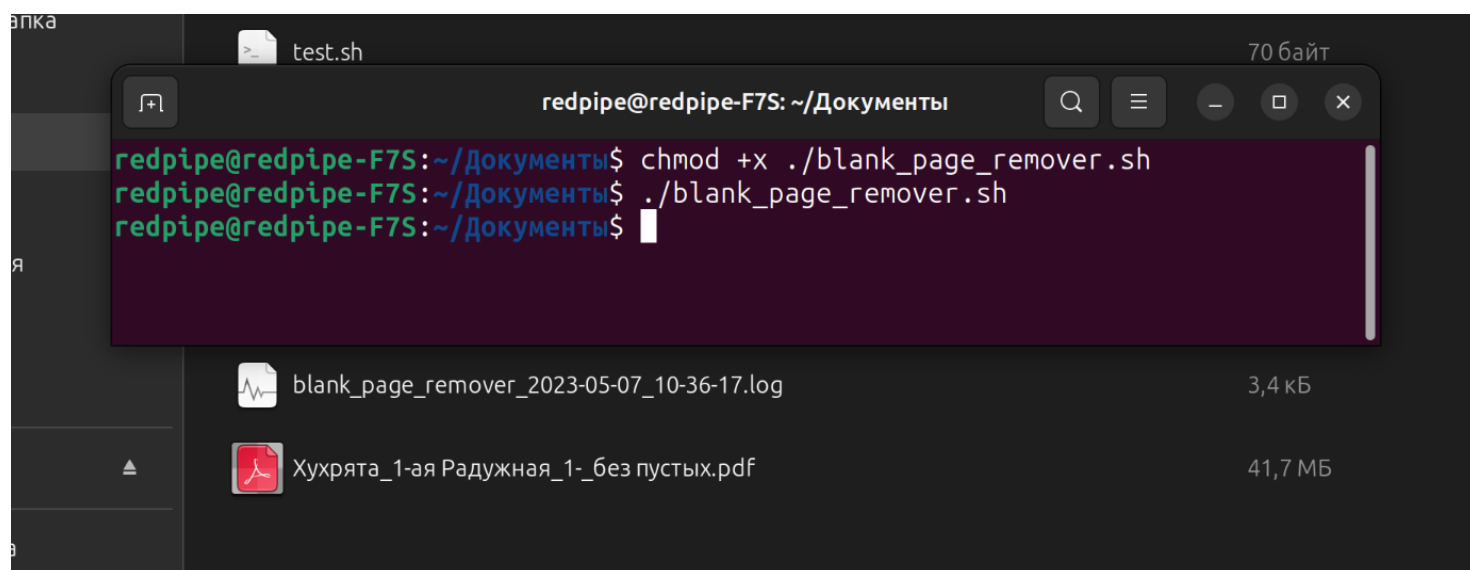 апка
test.sh
70 байт
redpipe@redpipe-F7S: ~/Документы
redpipe@redpipe-F7S:~/Документы$ chmod +x ./blank_page_remover.sh
redpipe@redpipe-F7S:~/Документы$ ./blank_page_remover.sh
redpipe@redpipe-F7S:~/Документы$
я
blank_page_remover_2023-05-07_10-36-17.log
3,4 кБ
Хухрята_1-ая Радужная_1-_без пустых.pdf
41,7 МБ
а